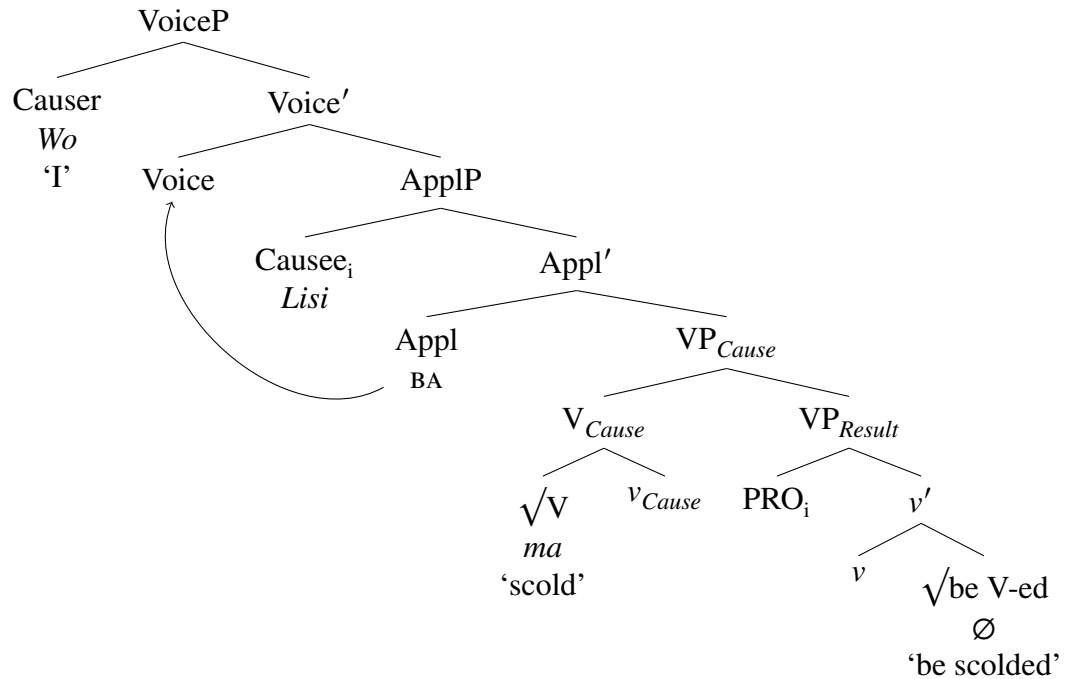 VoiceP
Causer Voice′
Wo
‘I’ Voice ApplP
Causeeᵢ Appl′
Lisi
Appl VP_Cause
BA
V_Cause VP_Result
√V v_Cause PROᵢ v′
ma
‘scold’ v √be V-ed
∅
‘be scolded’